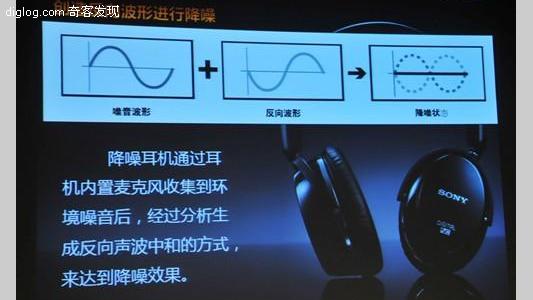 diglog.com 奇客发现
波形进行降噪
噪音波形
反向波形
降噪状态
降噪耳机通过耳
机内置麦克风收集到环
境噪音后，经过分析生
成反向声波中和的方式，
来达到降噪效果。
SONY
DIGITAL